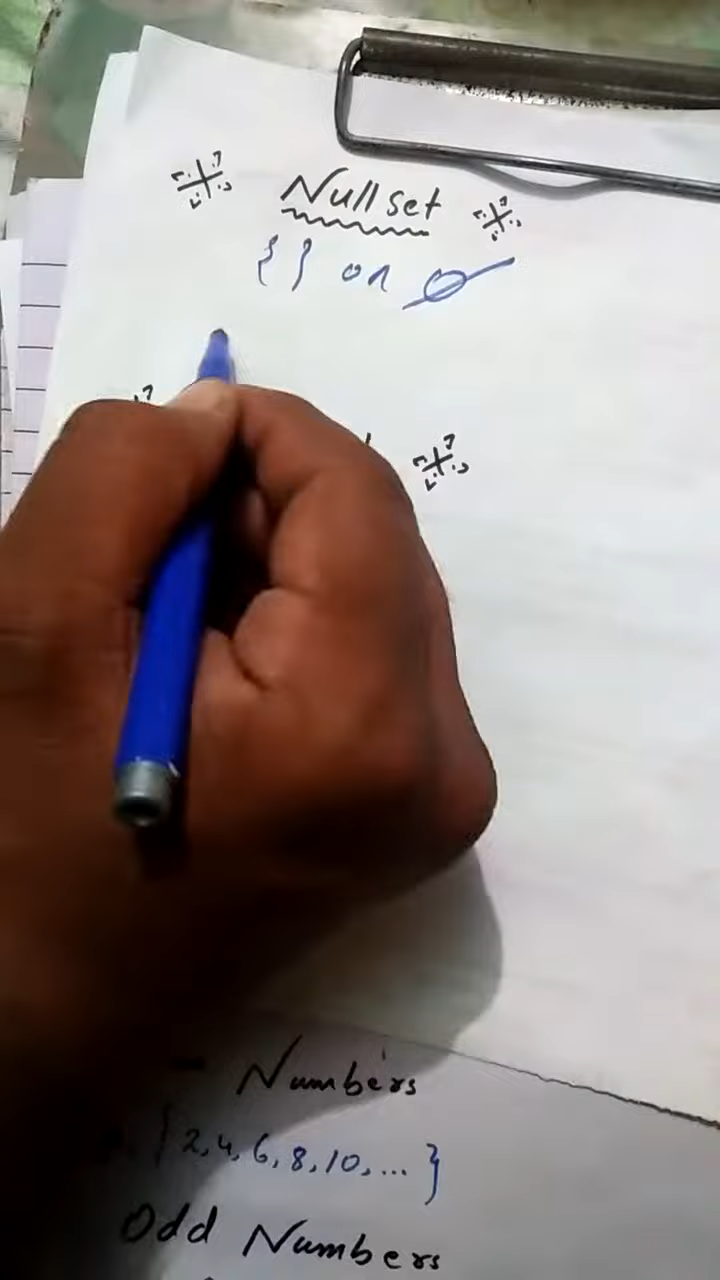 Null set
{ } or ∅
Numbers
{2,4,6,8,10,...}
Odd Numbers